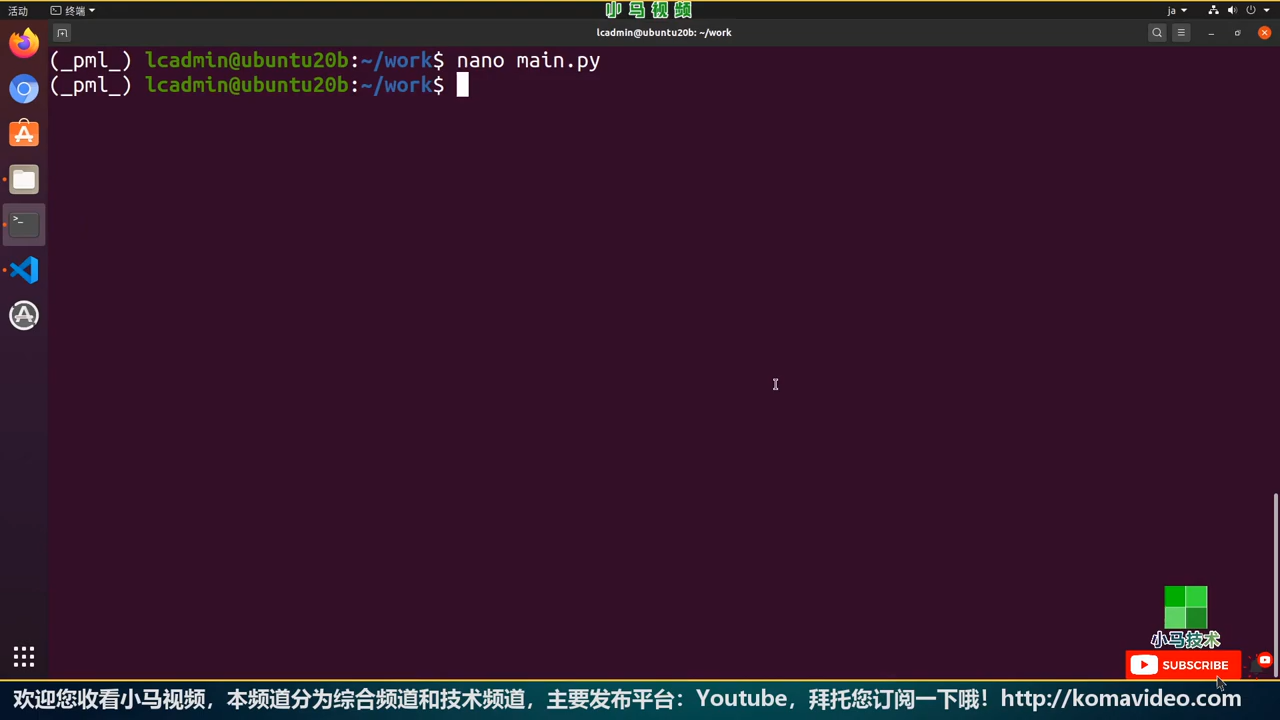 小马视频
活动 终端 ja
lcadmin@ubuntu20b: ~/work
(_pml_) lcadmin@ubuntu20b:~/work$ nano main.py
(_pml_) lcadmin@ubuntu20b:~/work$
小马技术
SUBSCRIBE
欢迎您收看小马视频，本频道分为综合频道和技术频道，主要发布平台：Youtube，拜托您订阅一下哦！http://komavideo.com